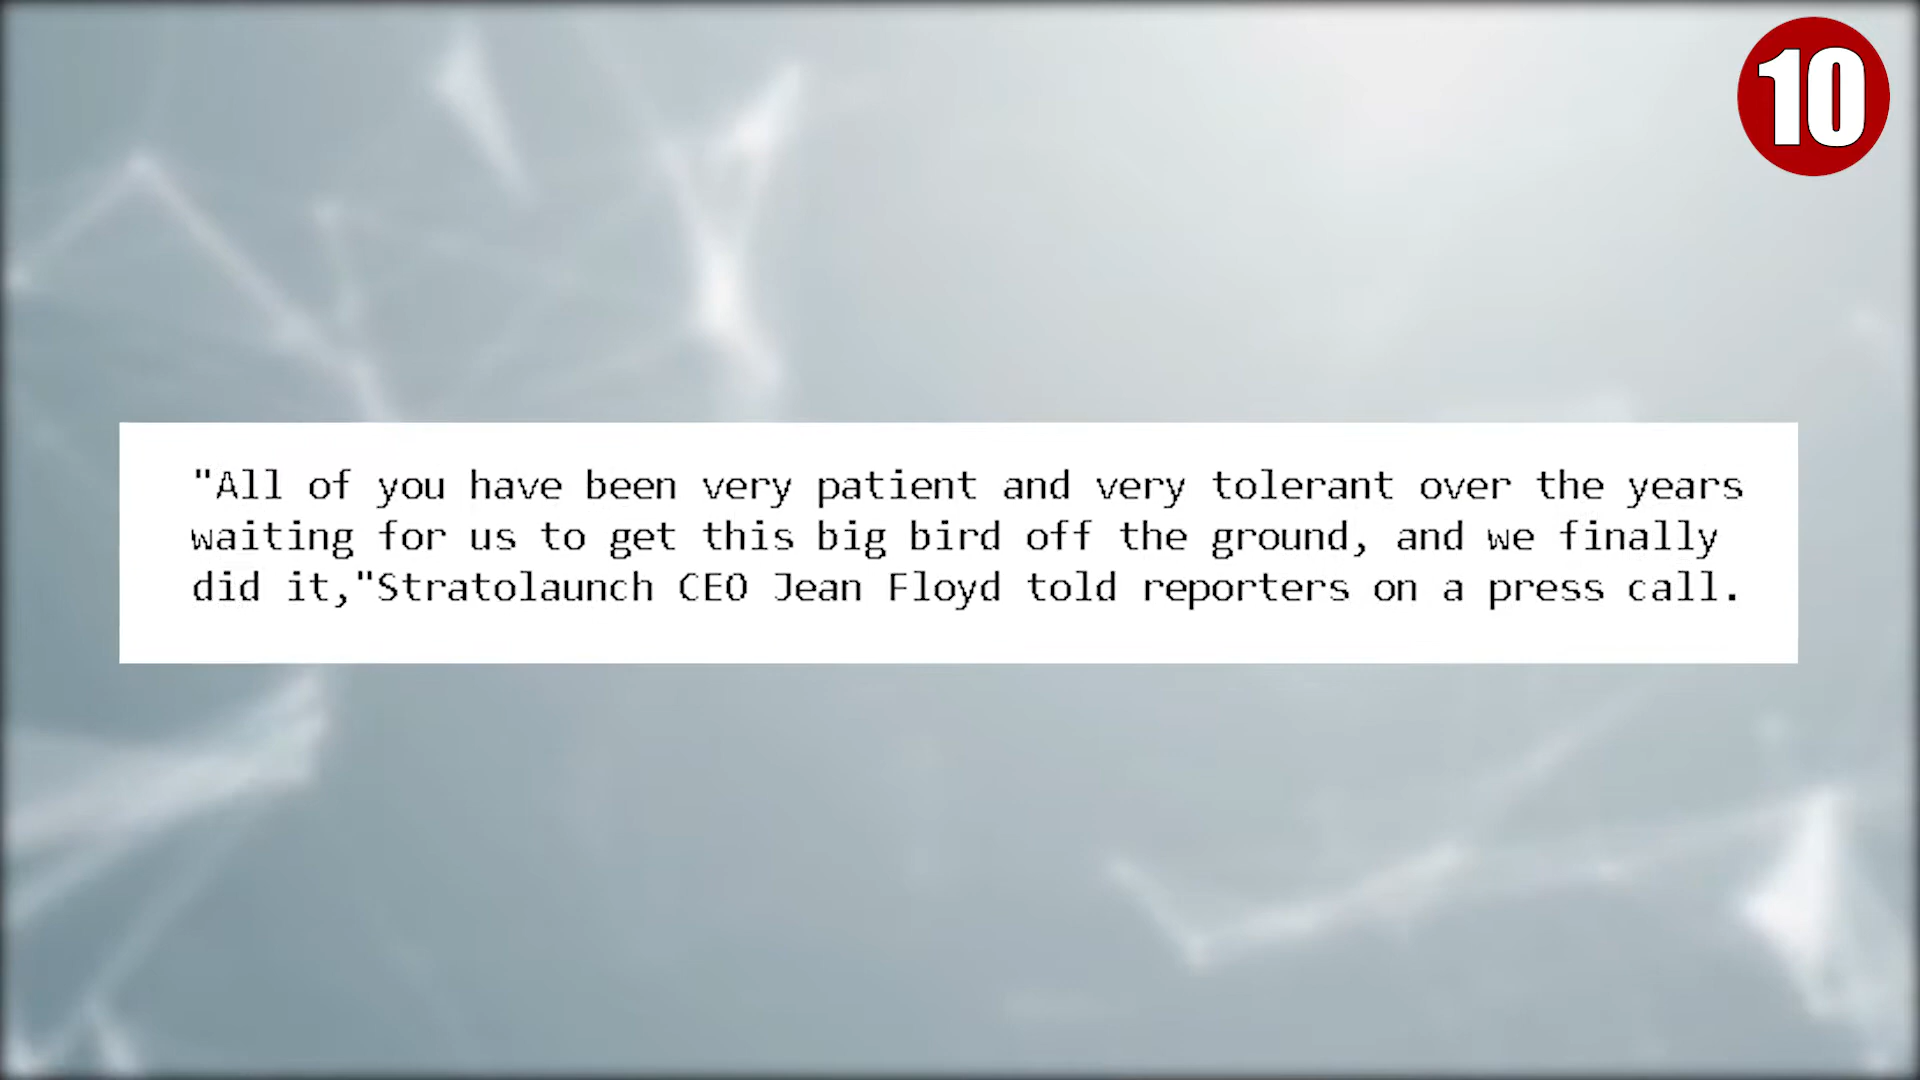 10
"All of you have been very patient and very tolerant over the years
waiting for us to get this big bird off the ground, and we finally
did it,"Stratolaunch CEO Jean Floyd told reporters on a press call.